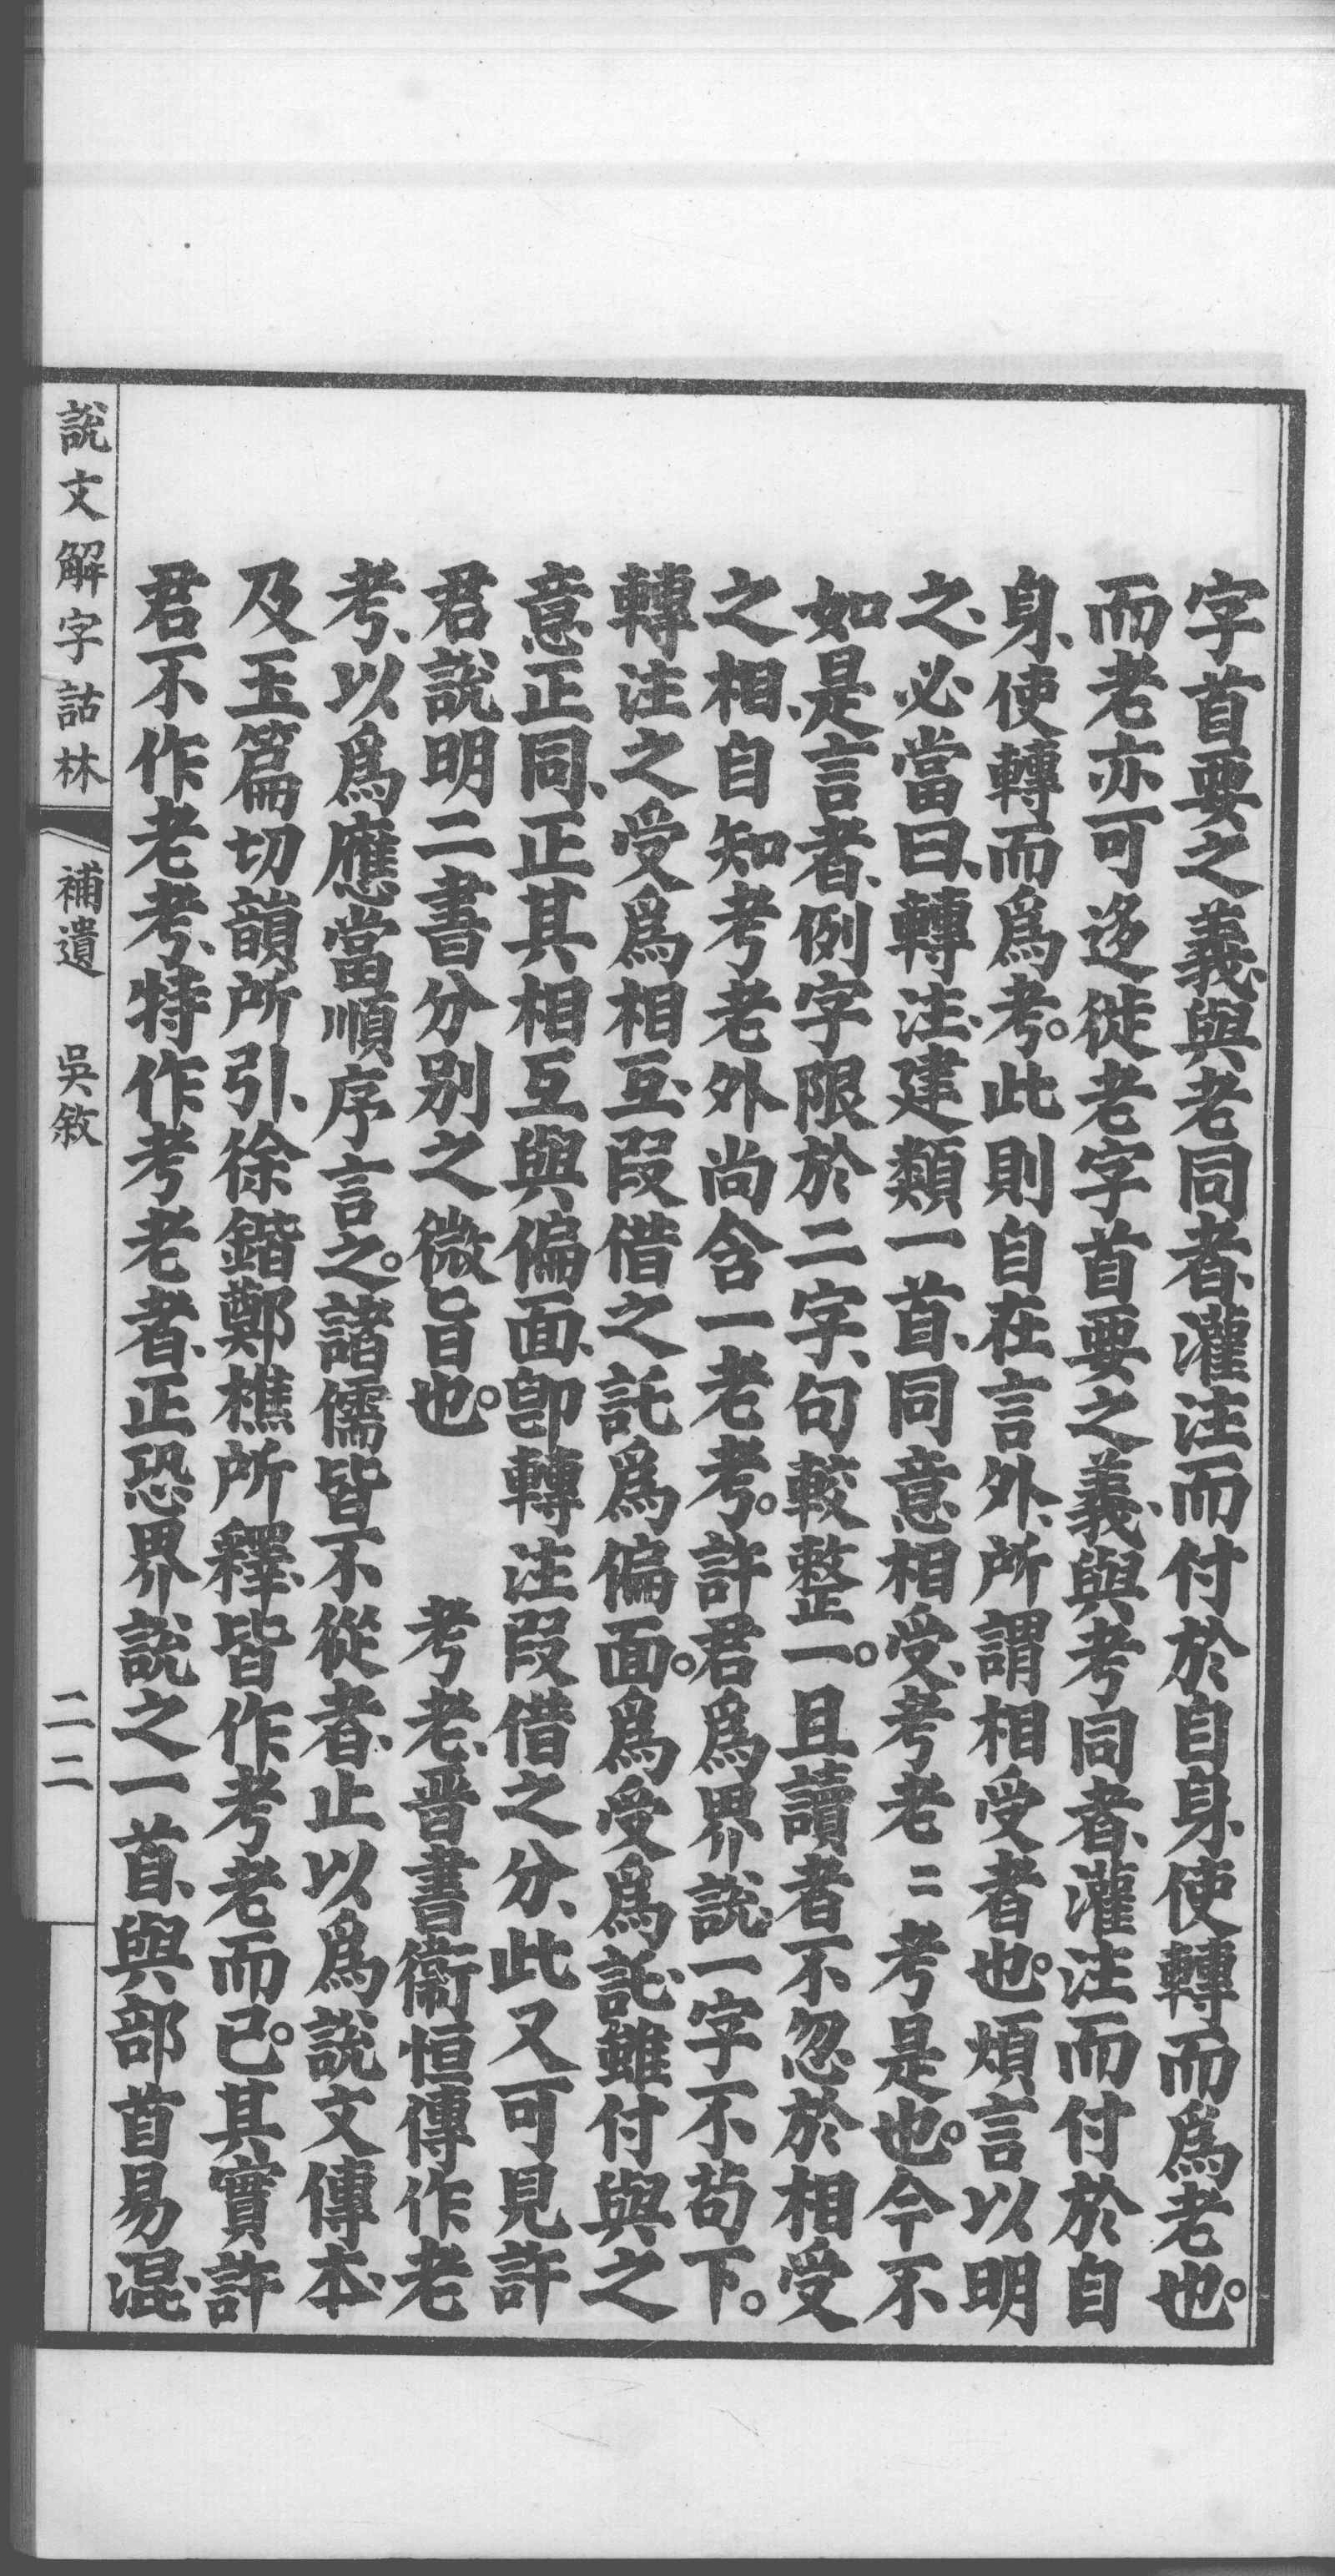 字首要之義、與老同者、灌注而付於自身、使轉而爲老也。
而老亦可迻徙老字首要之義、與考同者、灌注而付於自
身、使轉而爲考。此則自在言外、所謂相受者也。煩言以明
之、必當曰、轉注、建類一首、同意相受、考老〻考是也。今不
如是言者、例字限於二字、句較整一。且讀者不忽於相受
之相、自知考老外尚含一老考。許君爲界說、一字不苟下。
轉注之受爲相互、叚借之託爲偏面。爲受爲託、雖付與之
意正同、正其相互與偏面、卽轉注叚借之分、此又可見許
君說明二書分別之微旨也。　考老、晋書衞恒傳作老
考、以爲應當順序言之。諸儒皆不從者、止以爲說文傳本、
及玉篇切韻所引、徐鍇鄭樵所釋、皆作考老而已。其實許
君不作老考、特作考老者、正恐界說之一首、與部首易混、
說文解字詁林　補遺　吳敘　二二